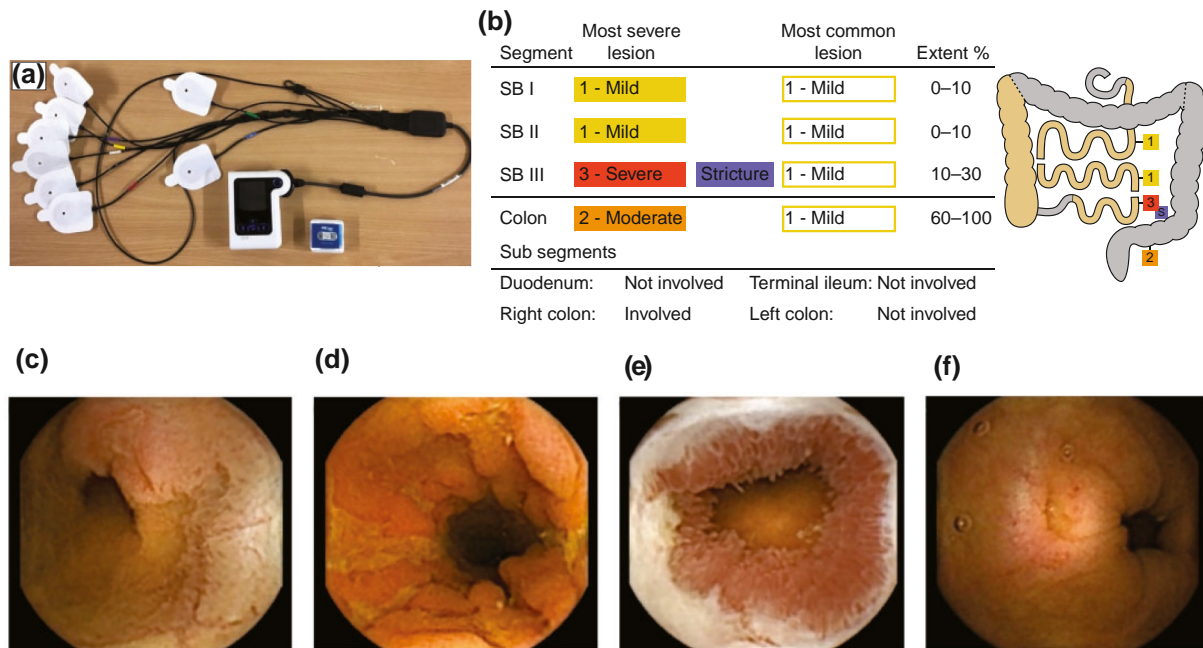 (a)
(b)
Segment Most severe lesion Most common lesion Extent %
SB I 1 - Mild 1 - Mild 0–10
SB II 1 - Mild 1 - Mild 0–10
SB III 3 - Severe Stricture 1 - Mild 10–30
Colon 2 - Moderate 1 - Mild 60–100
Sub segments
Duodenum: Not involved Terminal ileum: Not involved
Right colon: Involved Left colon: Not involved
1
1
3
S
2
(c)
(d)
(e)
(f)